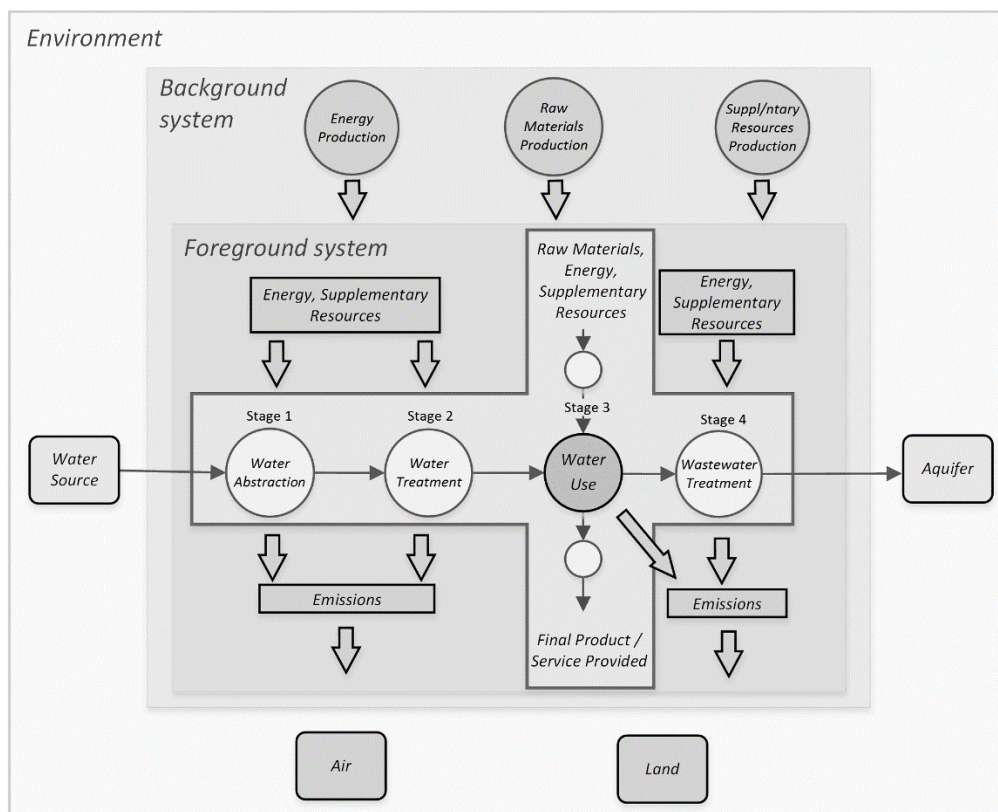 Environment
Background
system
Energy
Production
Raw
Materials
Production
Suppl/ntary
Resources
Production
Foreground system
Energy, Supplementary
Resources
Raw Materials,
Energy,
Supplementary
Resources
Energy,
Supplementary
Resources
Stage 1
Stage 2
Stage 3
Stage 4
Water
Source
Water
Abstraction
Water
Treatment
Water
Use
Wastewater
Treatment
Aquifer
Emissions
Emissions
Final Product /
Service Provided
Air
Land